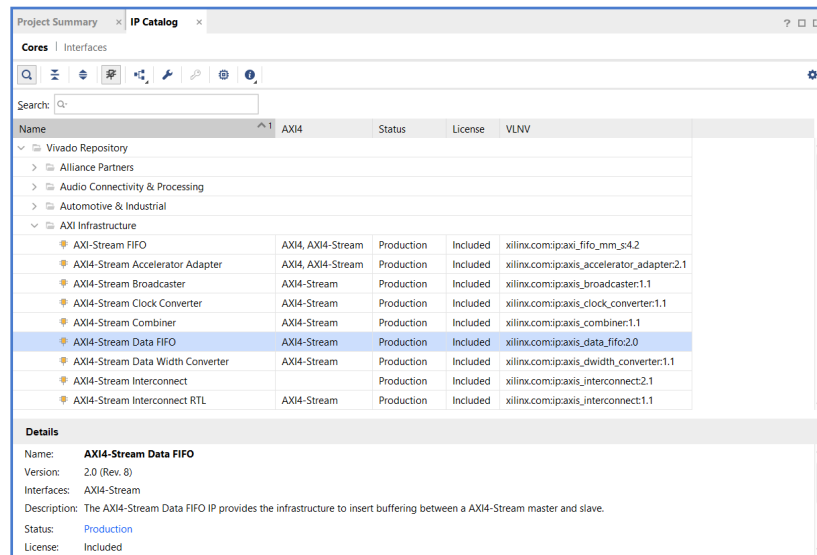 Project Summary × IP Catalog × ?
Cores | Interfaces
Search: Q-
Name 1 AXI4 Status License VLNV
Vivado Repository
Alliance Partners
Audio Connectivity & Processing
Automotive & Industrial
AXI Infrastructure
AXI-Stream FIFO AXI4, AXI4-Stream Production Included xilinx.com:ip:axi_fifo_mm_s:4.2
AXI4-Stream Accelerator Adapter AXI4, AXI4-Stream Production Included xilinx.com:ip:axis_accelerator_adapter:2.1
AXI4-Stream Broadcaster AXI4-Stream Production Included xilinx.com:ip:axis_broadcaster:1.1
AXI4-Stream Clock Converter AXI4-Stream Production Included xilinx.com:ip:axis_clock_converter:1.1
AXI4-Stream Combiner AXI4-Stream Production Included xilinx.com:ip:axis_combiner:1.1
AXI4-Stream Data FIFO AXI4-Stream Production Included xilinx.com:ip:axis_data_fifo:2.0
AXI4-Stream Data Width Converter AXI4-Stream Production Included xilinx.com:ip:axis_dwidth_converter:1.1
AXI4-Stream Interconnect Production Included xilinx.com:ip:axis_interconnect:2.1
AXI4-Stream Interconnect RTL AXI4-Stream Production Included xilinx.com:ip:axis_interconnect:1.1
Details
Name: AXI4-Stream Data FIFO
Version: 2.0 (Rev. 8)
Interfaces: AXI4-Stream
Description: The AXI4-Stream Data FIFO IP provides the infrastructure to insert buffering between a AXI4-Stream master and slave.
Status: Production
License: Included